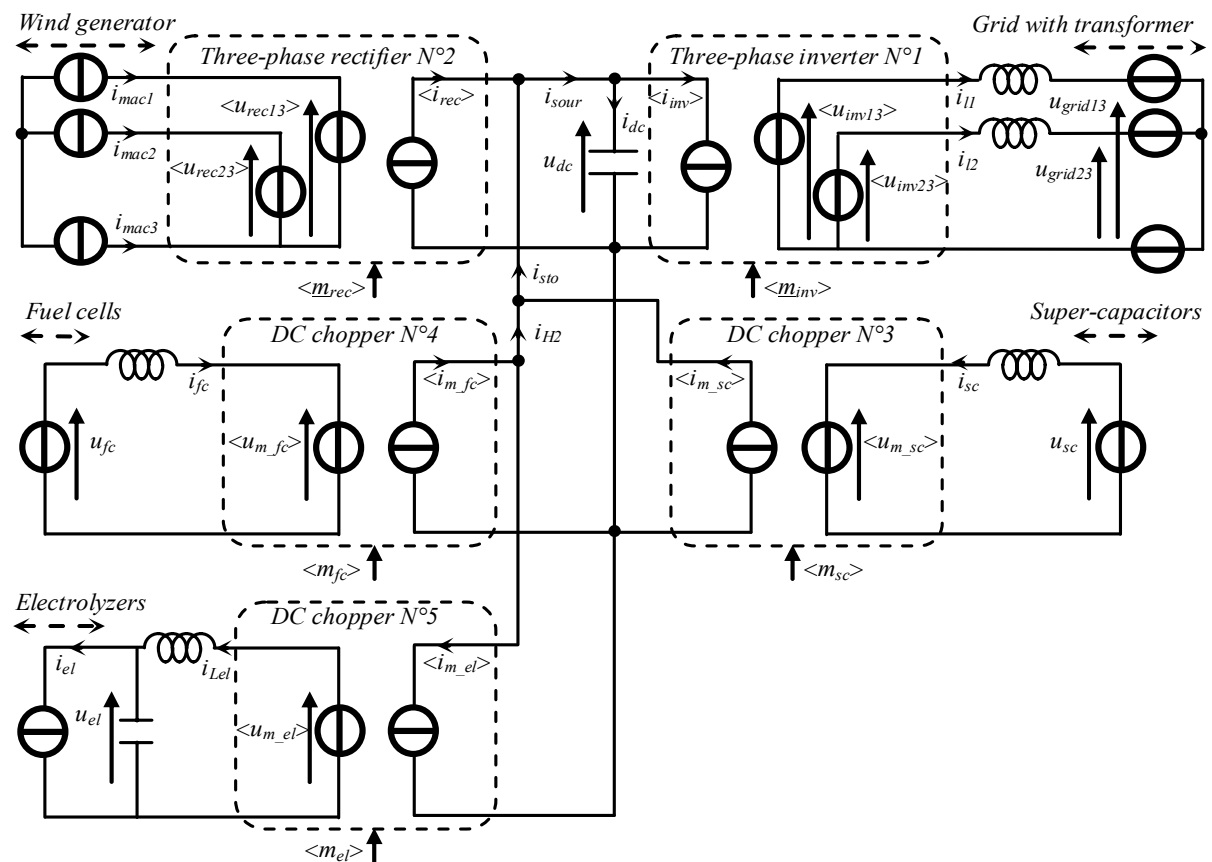 Wind generator
Grid with transformer
Three-phase rectifier N°2
Three-phase inverter N°1
i_mac1
<u_rec13>
<i_rec>
i_sour
<i_inv>
<u_inv13>
i_l1
u_grid13
i_mac2
<u_rec23>
i_dc
u_dc
<u_inv23>
i_l2
u_grid23
i_mac3
<m_rec>
i_sto
<m_inv>
Fuel cells
DC chopper N°4
i_H2
DC chopper N°3
Super-capacitors
i_fc
<i_m_fc>
<i_m_sc>
i_sc
u_fc
<u_m_fc>
<u_m_sc>
u_sc
<m_fc>
<m_sc>
Electrolyzers
DC chopper N°5
i_el
i_Lel
<i_m_el>
u_el
<u_m_el>
<m_el>